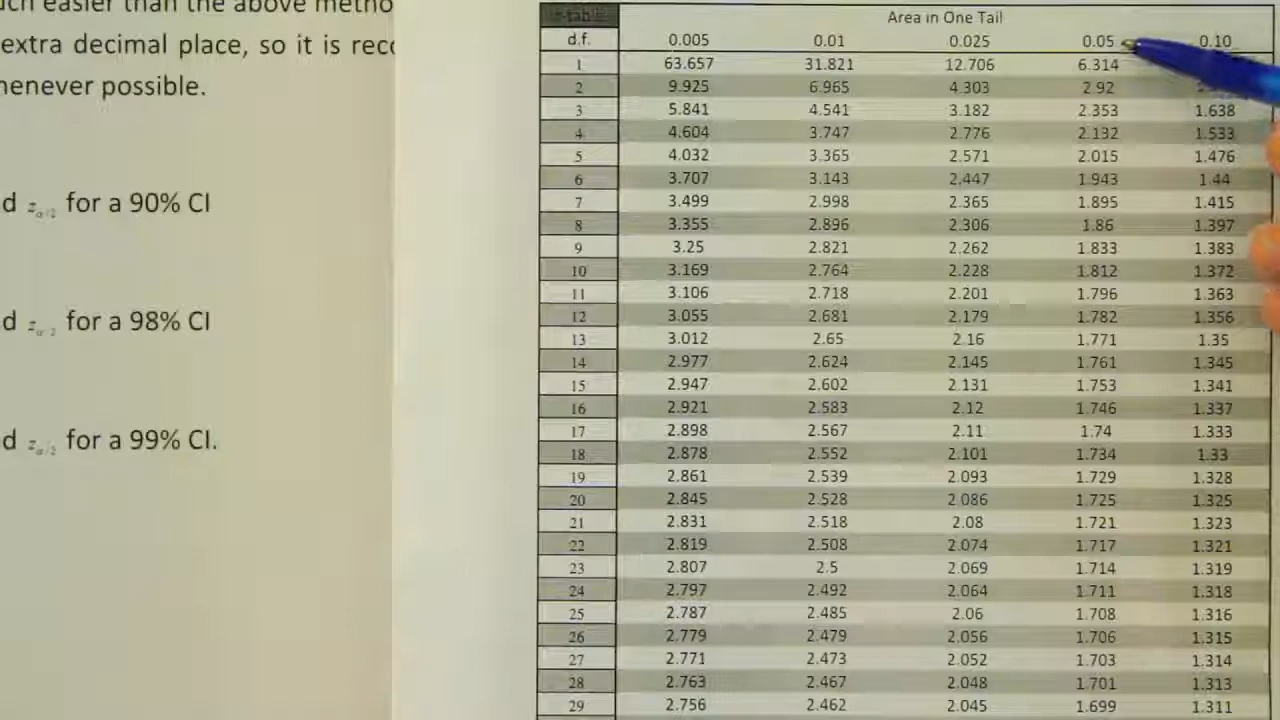 easier than the above
extra decimal place, so it is
possible.
for a 90% CI
for a 98% CI
for a 99% CI.
Area in One Tail
d.f. 0.005 0.01 0.025 0.05 0.10
1 63.657 31.821 12.706 6.314
2 9.925 6.965 4.303 2.92
3 5.841 4.541 3.182 2.353 1.638
4 4.604 3.747 2.776 2.132 1.533
5 4.032 3.365 2.571 2.015 1.476
6 3.707 3.143 2.447 1.943 1.44
7 3.499 2.998 2.365 1.895 1.415
8 3.355 2.896 2.306 1.86 1.397
9 3.25 2.821 2.262 1.833 1.383
10 3.169 2.764 2.228 1.812 1.372
11 3.106 2.718 2.201 1.796 1.363
12 3.055 2.681 2.179 1.782 1.356
13 3.012 2.65 2.16 1.771 1.35
14 2.977 2.624 2.145 1.761 1.345
15 2.947 2.602 2.131 1.753 1.341
16 2.921 2.583 2.12 1.746 1.337
17 2.898 2.567 2.11 1.74 1.333
18 2.878 2.552 2.101 1.734 1.33
19 2.861 2.539 2.093 1.729 1.328
20 2.845 2.528 2.086 1.725 1.325
21 2.831 2.518 2.08 1.721 1.323
22 2.819 2.508 2.074 1.717 1.321
23 2.807 2.5 2.069 1.714 1.319
24 2.797 2.492 2.064 1.711 1.318
25 2.787 2.485 2.06 1.708 1.316
26 2.779 2.479 2.056 1.706 1.315
27 2.771 2.473 2.052 1.703 1.314
28 2.763 2.467 2.048 1.701 1.313
29 2.756 2.462 2.045 1.699 1.311